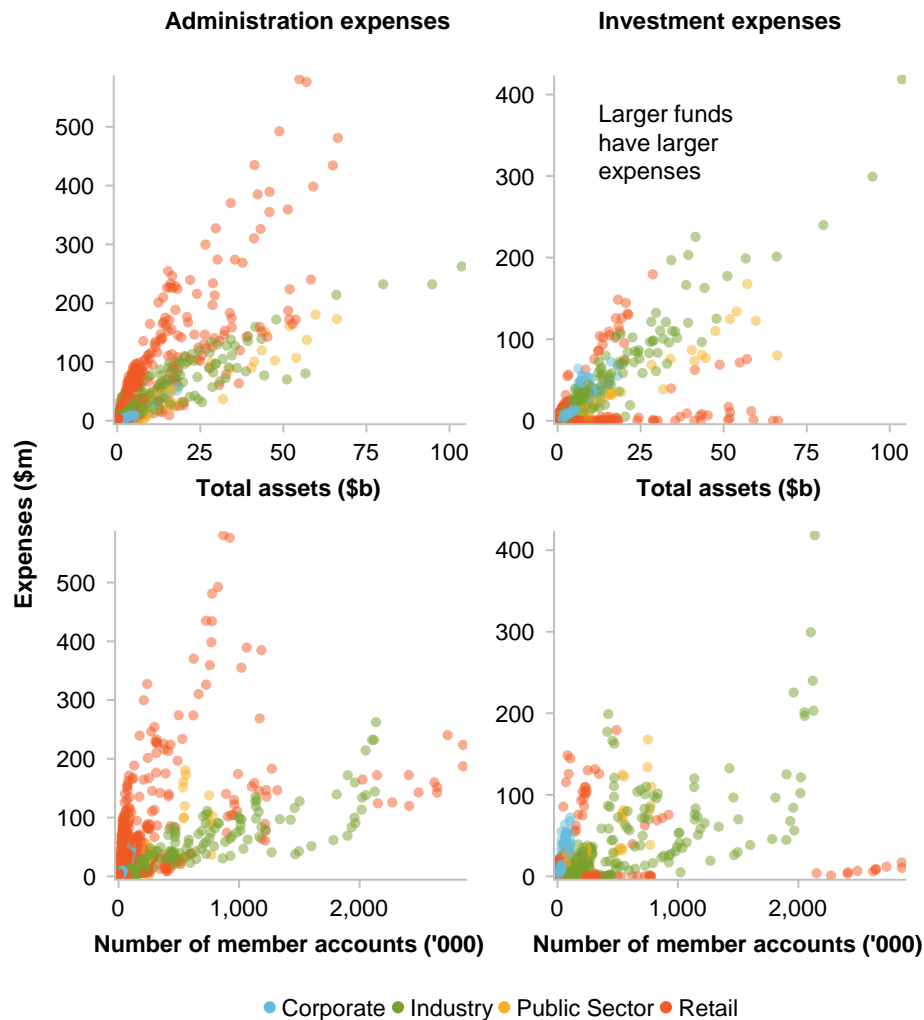 Administration expenses
Investment expenses
500
400
300
200
100
0
0 25 50 75 100
Total assets ($b)
400
300
200
100
0
Larger funds
have larger
expenses
0 25 50 75 100
Total assets ($b)
Expenses ($m)
500
400
300
200
100
0
0 1,000 2,000
Number of member accounts ('000)
400
300
200
100
0
0 1,000 2,000
Number of member accounts ('000)
Corporate Industry Public Sector Retail